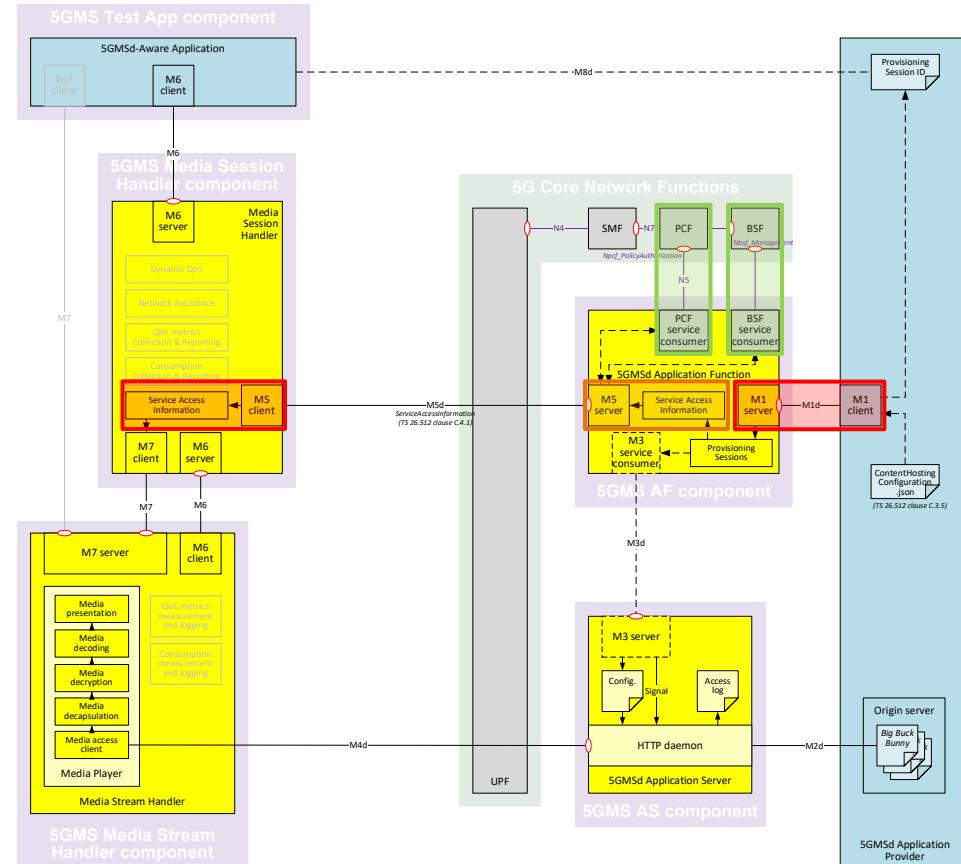 5GMS Test App component
5GMSd-Aware Application
M7
client
M6
client
M8d
Provisioning
Session ID
M6
5GMS Media Session
Handler component
M6
server
Media
Session
Handler
Dynamic QoS
Network Assistance
QoE metrics
Collection & Reporting
Consumption
Collection & Reporting
Service Access
Information
M5
client
M7
client
M6
server
M7
M7
M6
5G Core Network Functions
N4
SMF
N7
PCF
BSF
Npcf_PolicyAuthorization
Nbsf_Management
N5
PCF
service
consumer
BSF
service
consumer
5GMSd Application Function
M5d
ServiceAccessInformation
(TS 26.512 clause C.4.1)
M5
server
Service Access
Information
M1
server
M1d
M1
client
M3
service
consumer
Provisioning
Sessions
5GMS AF component
ContentHosting
Configuration
.json
(TS 26.512 clause C.3.5)
M3d
M7 server
M6
client
Media
presentation
Media
decoding
Media
decryption
Media
decapsulation
Media access
client
Media Player
QoE metrics
measurement
and logging
Consumption
measurement
and logging
Media Stream Handler
5GMS Media Stream
Handler component
M4d
UPF
M3 server
Config.
Signal
Access
log
HTTP daemon
5GMSd Application Server
5GMS AS component
M2d
Origin server
Big Buck
Bunny
5GMSd Application
Provider